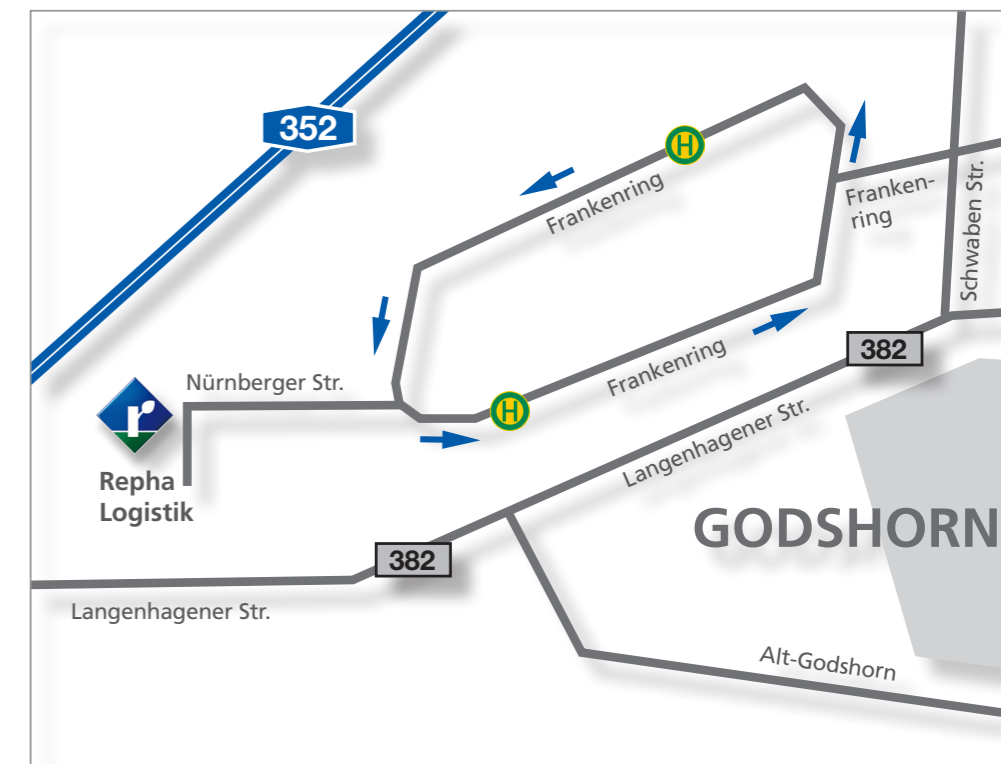 352
H
Frankenring
Franken-
ring
Schwaben Str.
382
Frankenring
Nürnberger Str.
H
r
Repha
Logistik
Langenhagener Str.
GODSHORN
382
Langenhagener Str.
Alt-Godshorn